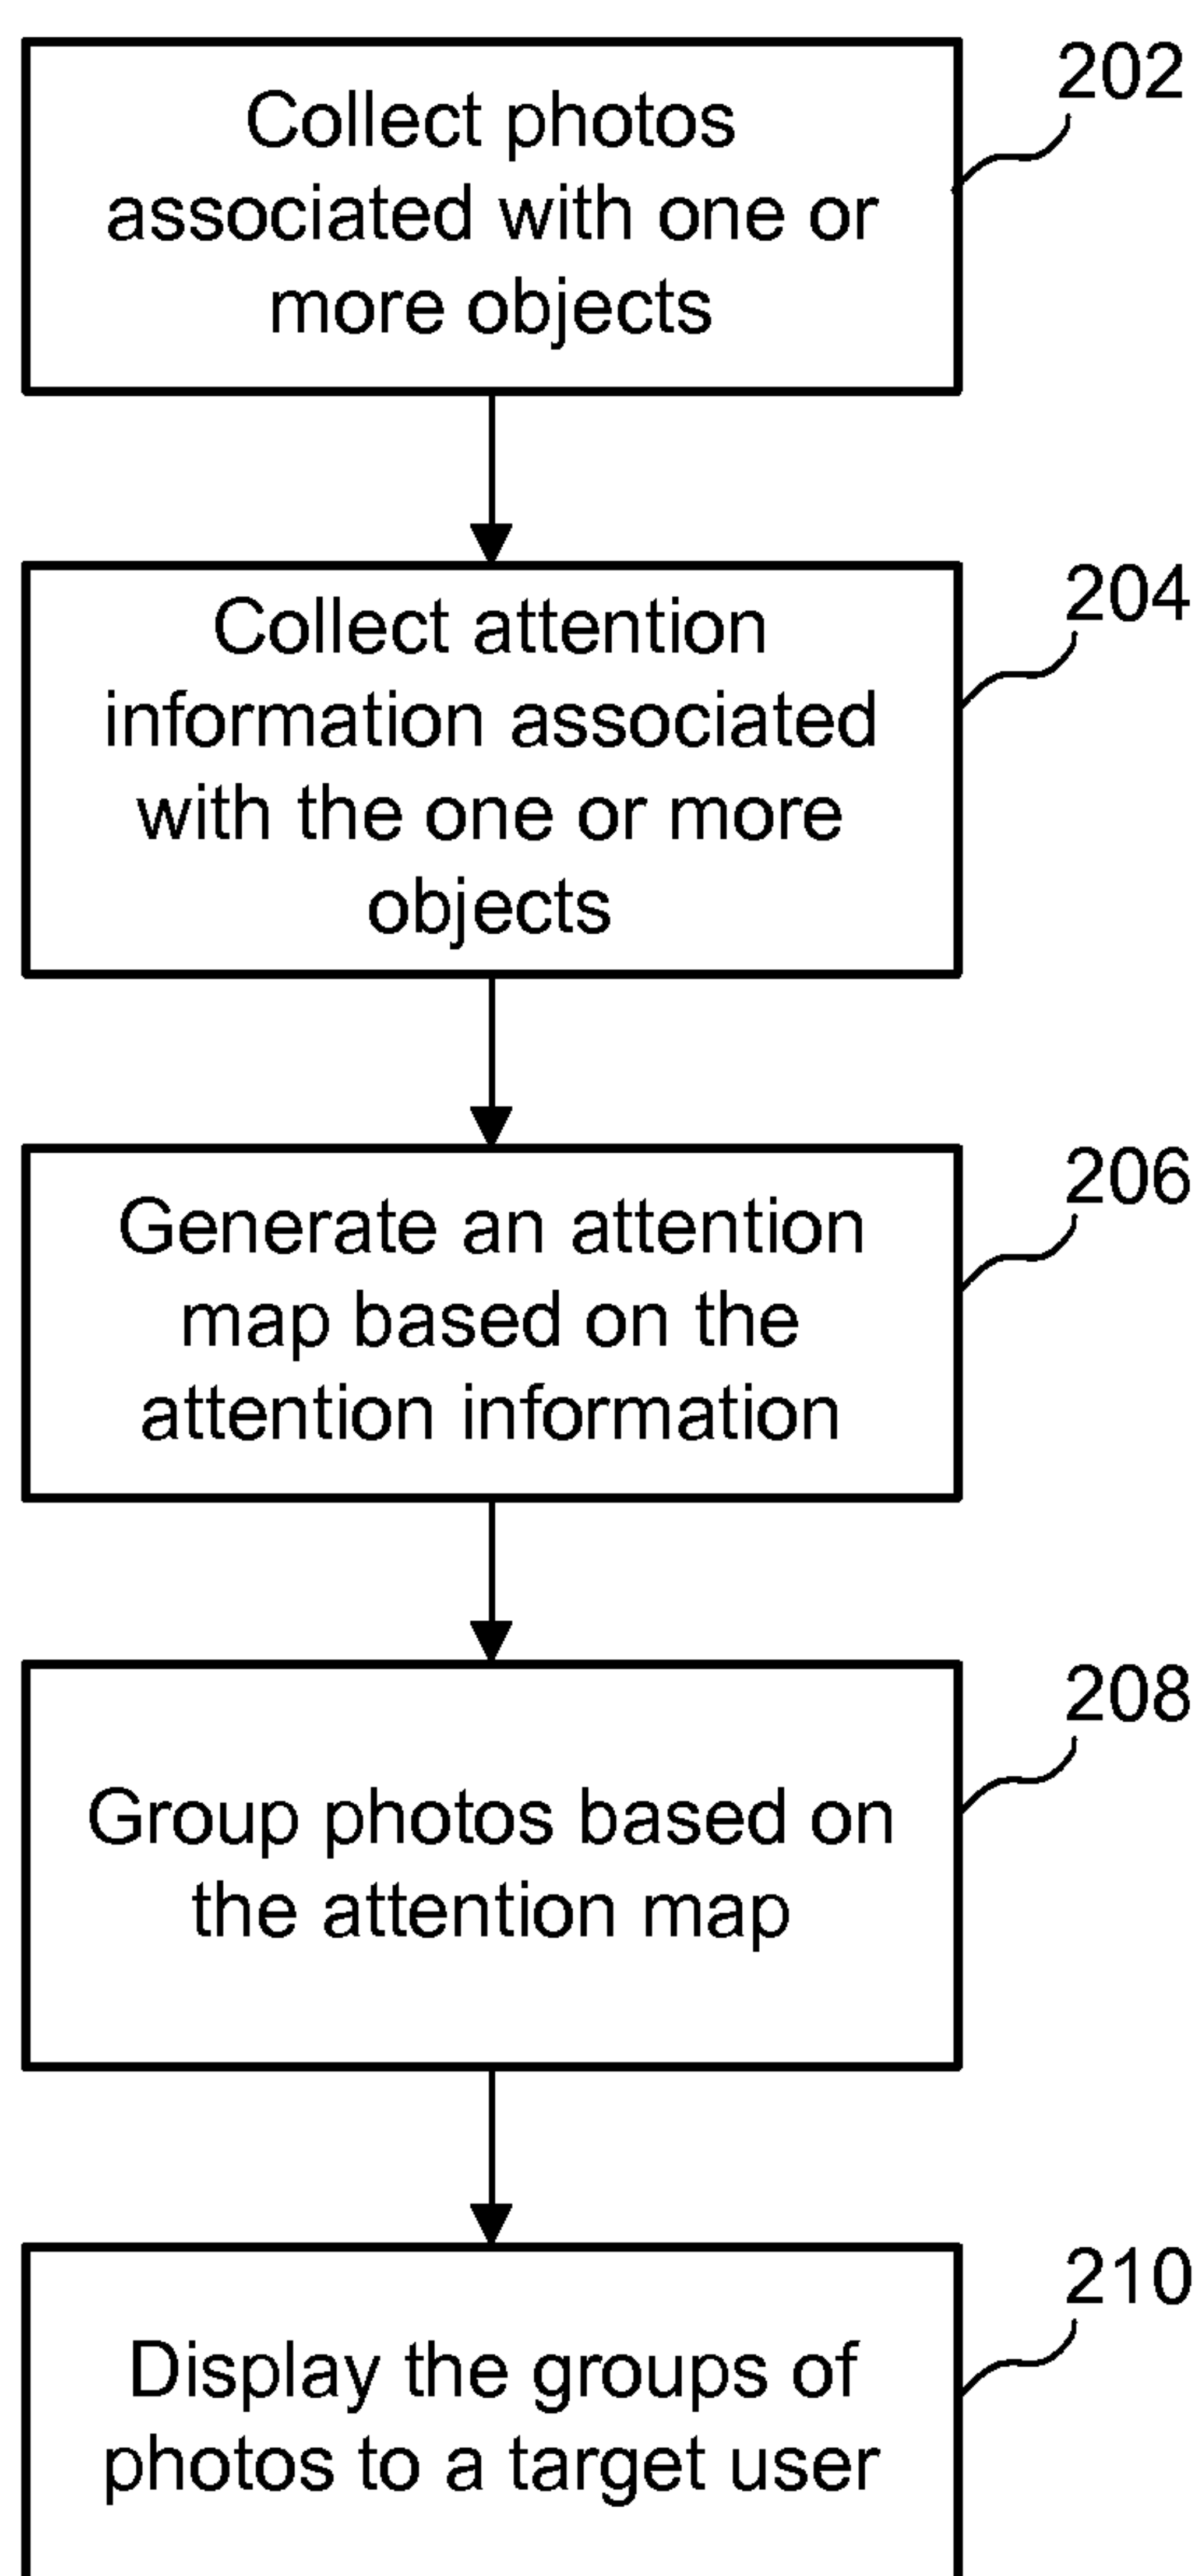 Collect photos
associated with one or
more objects
202
Collect attention
information associated
with the one or more
objects
204
Generate an attention
map based on the
attention information
206
Group photos based on
the attention map
208
Display the groups of
photos to a target user
210